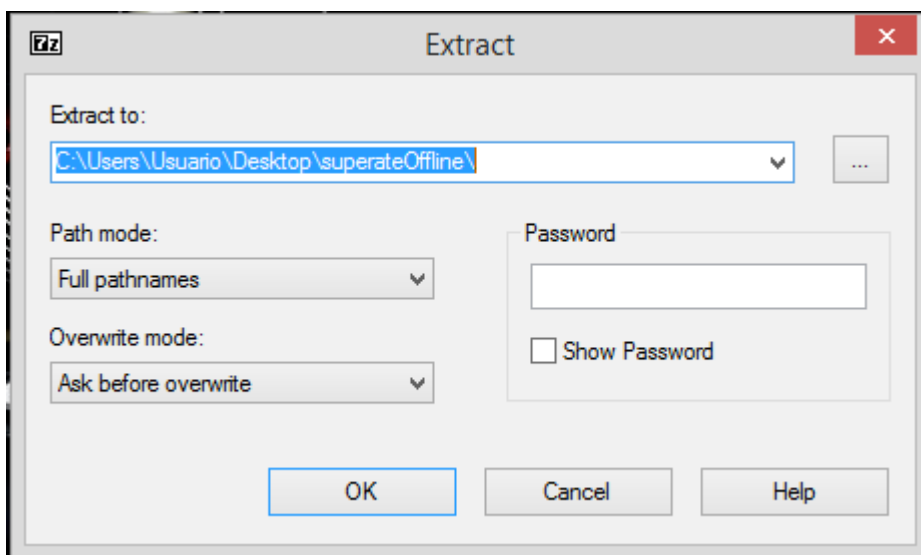 7z
Extract
Extract to:
C:\Users\Usuario\Desktop\superateOffline\
...
Path mode:
Full pathnames
Password
Overwrite mode:
Show Password
Ask before overwrite
OK Cancel Help